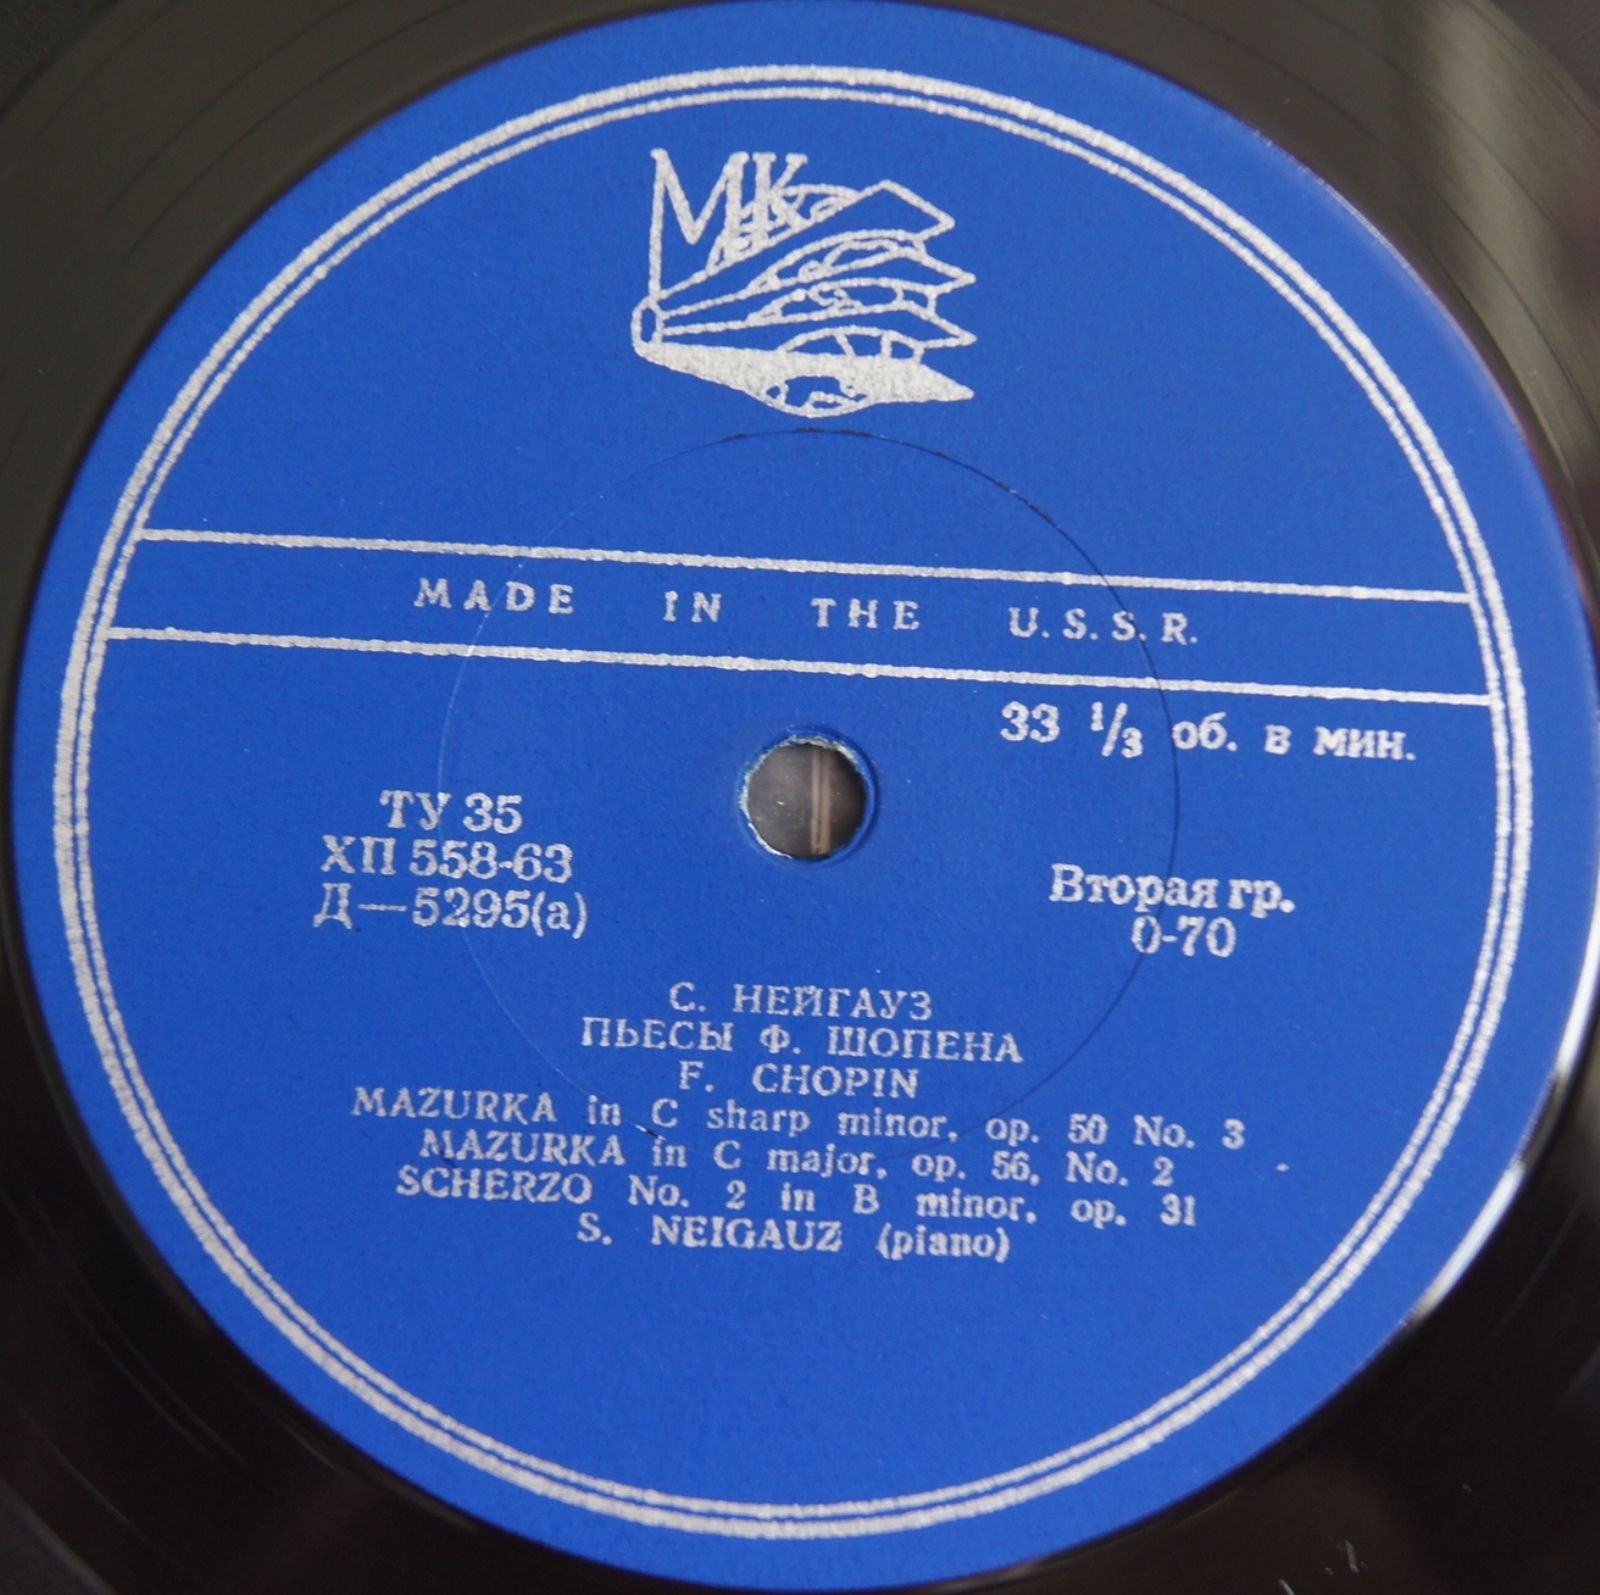 МК
MADE IN THE U.S.S.R.
33 1/3 об. в мин.
ТУ 35
ХП 558-63
Д—5295(а)
Вторая гр.
0-70
С. НЕЙГАУЗ
ПЬЕСЫ Ф. ШОПЕНА
F. CHOPIN
MAZURKA in C sharp minor, op. 50 No. 3
MAZURKA in C major, op. 56, No. 2
SCHERZO No. 2 in B minor, op. 31
S. NEIGAUZ (piano)